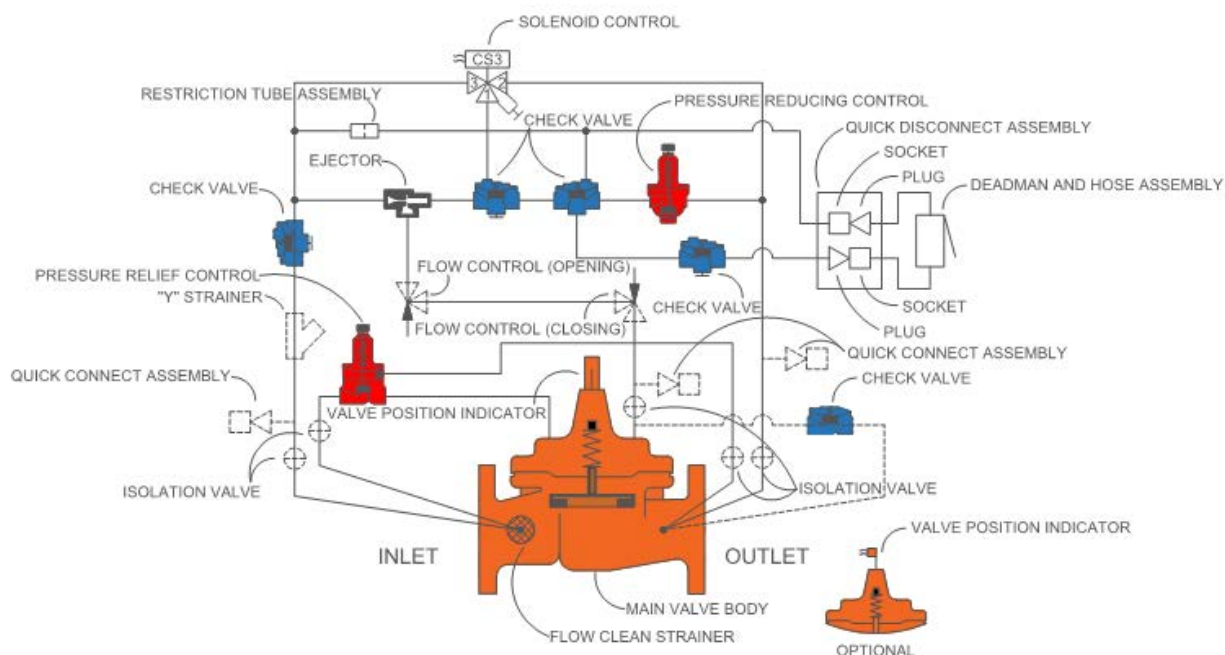 SOLENOID CONTROL
CS3
3 2
1
RESTRICTION TUBE ASSEMBLY
CHECK VALVE
PRESSURE REDUCING CONTROL
QUICK DISCONNECT ASSEMBLY
SOCKET
PLUG
EJECTOR
DEADMAN AND HOSE ASSEMBLY
CHECK VALVE
FLOW CONTROL (OPENING)
PRESSURE RELIEF CONTROL
"Y" STRAINER
CHECK VALVE
SOCKET
FLOW CONTROL (CLOSING)
PLUG
QUICK CONNECT ASSEMBLY
QUICK CONNECT ASSEMBLY
CHECK VALVE
VALVE POSITION INDICATOR
ISOLATION VALVE
ISOLATION VALVE
VALVE POSITION INDICATOR
INLET
OUTLET
MAIN VALVE BODY
FLOW CLEAN STRAINER
OPTIONAL